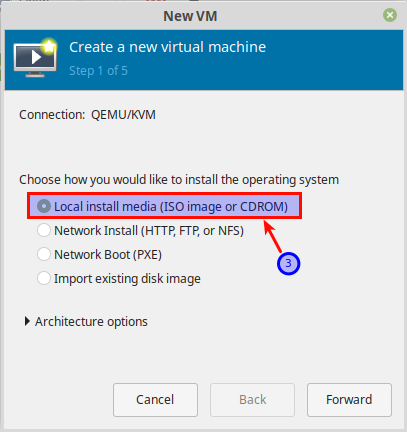 New VM
Create a new virtual machine
Step 1 of 5
Connection: QEMU/KVM
Choose how you would like to install the operating system
Local install media (ISO image or CDROM)
Network Install (HTTP, FTP, or NFS)
3
Network Boot (PXE)
Import existing disk image
Architecture options
Cancel
Back
Forward